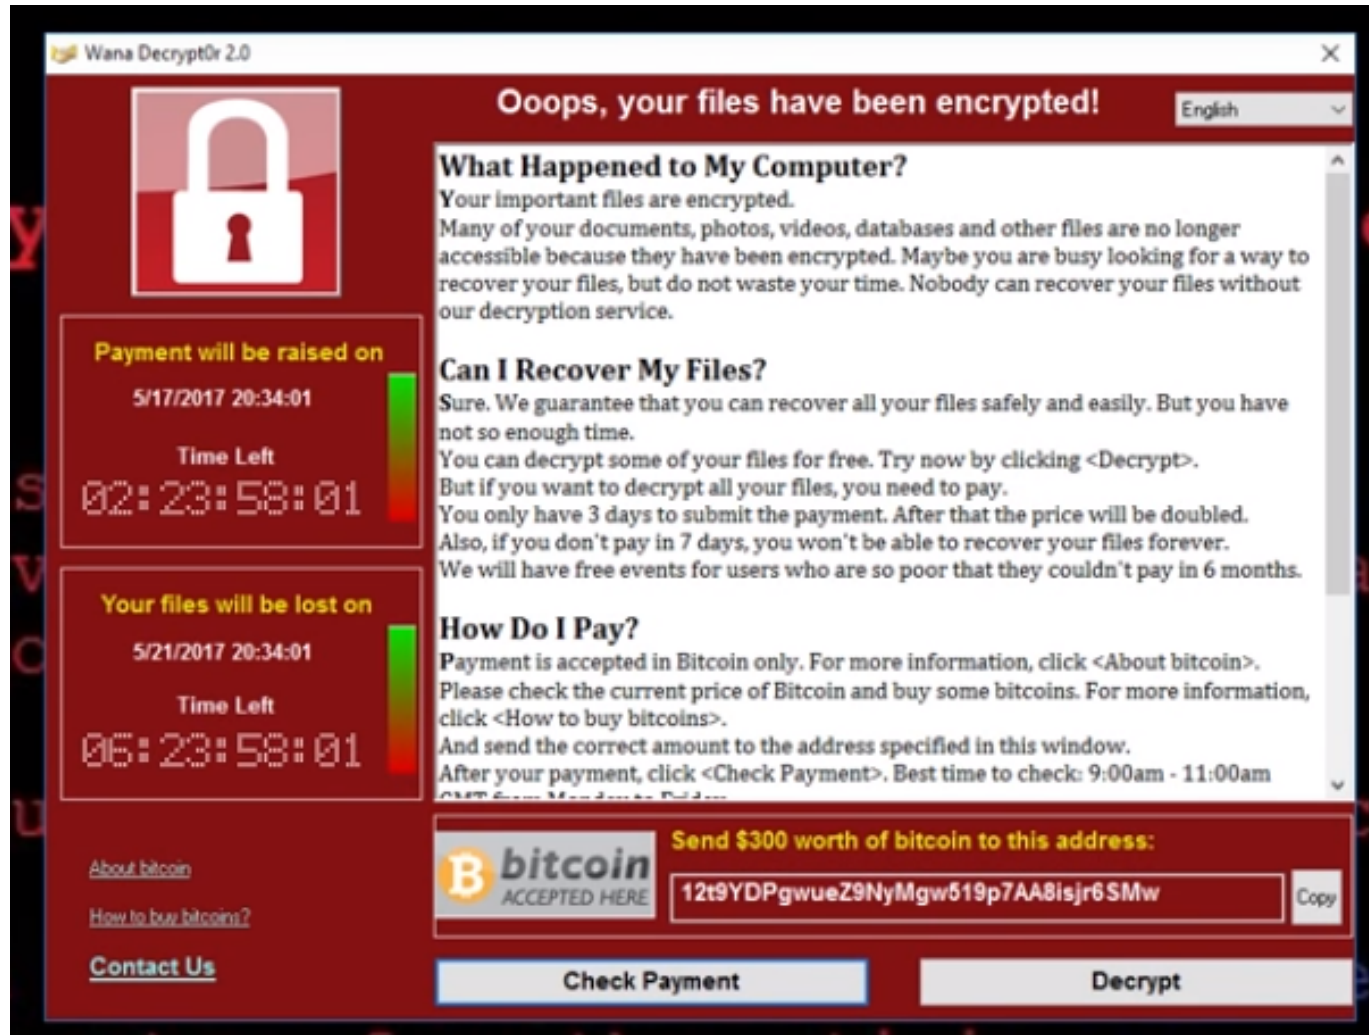 Wana Decrypt0r 2.0
Ooops, your files have been encrypted!
English
What Happened to My Computer?
Your important files are encrypted.
Many of your documents, photos, videos, databases and other files are no longer
accessible because they have been encrypted. Maybe you are busy looking for a way to
recover your files, but do not waste your time. Nobody can recover your files without
our decryption service.
Can I Recover My Files?
Sure. We guarantee that you can recover all your files safely and easily. But you have
not so enough time.
You can decrypt some of your files for free. Try now by clicking <Decrypt>.
But if you want to decrypt all your files, you need to pay.
You only have 3 days to submit the payment. After that the price will be doubled.
Also, if you don't pay in 7 days, you won't be able to recover your files forever.
We will have free events for users who are so poor that they couldn't pay in 6 months.
How Do I Pay?
Payment is accepted in Bitcoin only. For more information, click <About bitcoin>.
Please check the current price of Bitcoin and buy some bitcoins. For more information,
click <How to buy bitcoins>.
And send the correct amount to the address specified in this window.
After your payment, click <Check Payment>. Best time to check: 9:00am - 11:00am
GMT from Monday to Friday
Payment will be raised on
5/17/2017 20:34:01
Time Left
02:23:58:01
Your files will be lost on
5/21/2017 20:34:01
Time Left
06:23:58:01
About bitcoin
How to buy bitcoins?
Contact Us
bitcoin
ACCEPTED HERE
Send $300 worth of bitcoin to this address:
12t9YDPgwueZ9NyMgw519p7AA8isjr6SMw
Copy
Check Payment
Decrypt